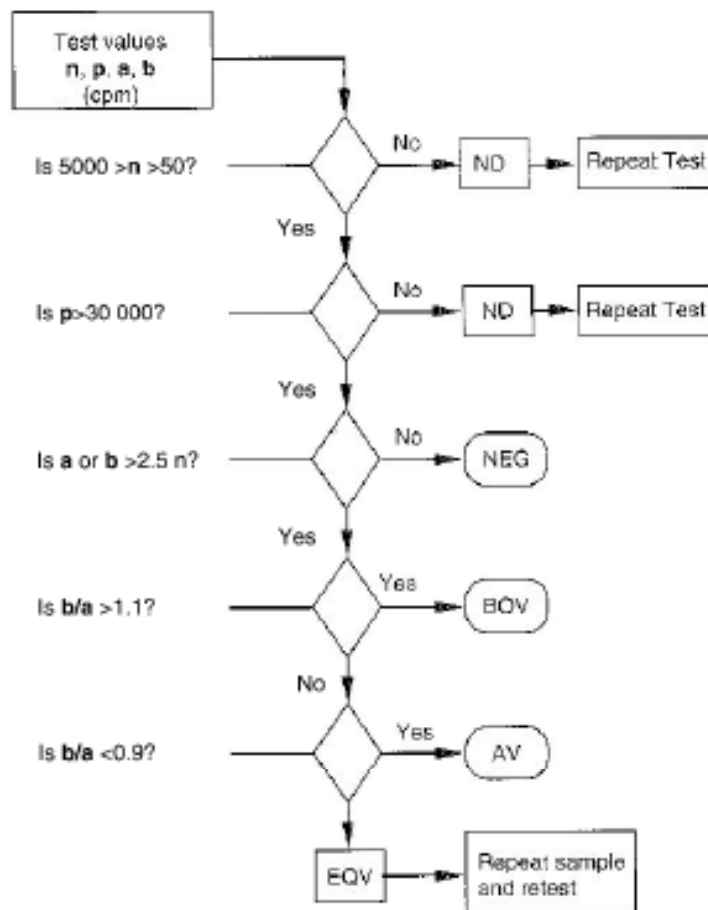 Test values
n, p, a, b
(cpm)
Is 5000 >n >50?
No
ND
Repeat Test
Yes
Is p>30 000?
No
ND
Repeat Test
Yes
Is a or b >2.5 n?
No
NEG
Yes
Is b/a >1.1?
Yes
BOV
No
Is b/a <0.9?
Yes
AV
EQV
Repeat sample
and retest